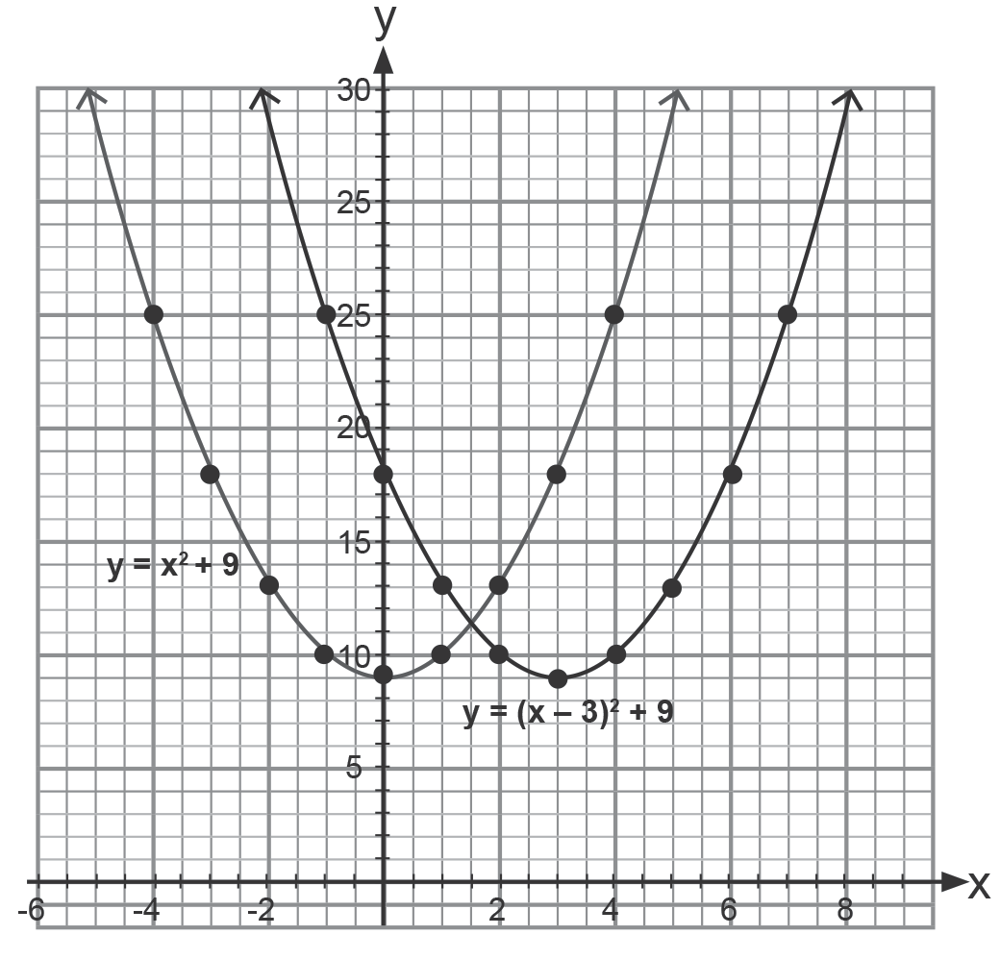 y
30
25
25
20
15
y = x² + 9
10
y = (x – 3)² + 9
5
x
-6 -4 -2 2 4 6 8